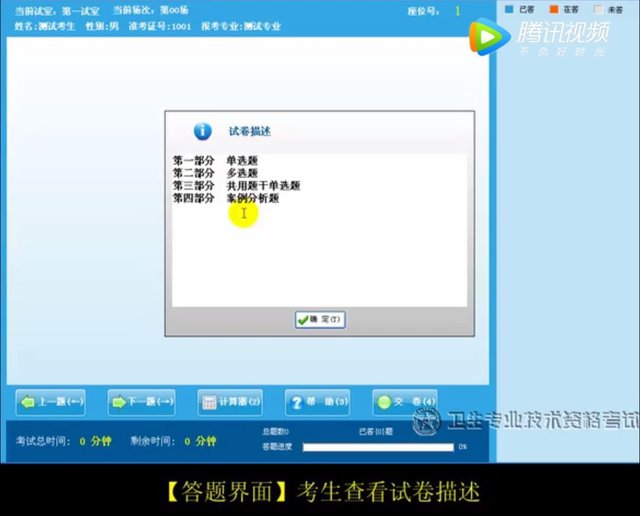 当前试室：第一试室 当前场次：第00场 座位号： 1
姓名:测试考生 性别:男 准考证号:1001 报考专业:测试专业
已答 在答 未答
腾讯视频
不负好时光
试卷描述
第一部分 单选题
第二部分 多选题
第三部分 共用题干单选题
第四部分 案例分析题
确 定(T)
上一题(←) 下一题(→) 计算器(2) 帮 助(3) 交 卷(4)
卫生专业技术资格考试
考试总时间： 0 分钟 剩余时间： 0 分钟
总题数0 已答[0]题
答题进度 0%
【答题界面】考生查看试卷描述